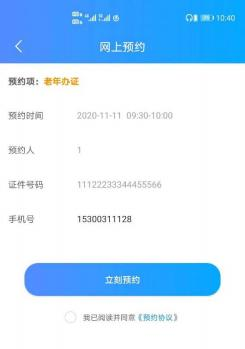 10:40
网上预约
预约项：老年办证
预约时间 2020-11-11 09:30-10:00
预约人 1
证件号码 11122233344455566
手机号 15300311128
立刻预约
我已阅读并同意《预约协议》